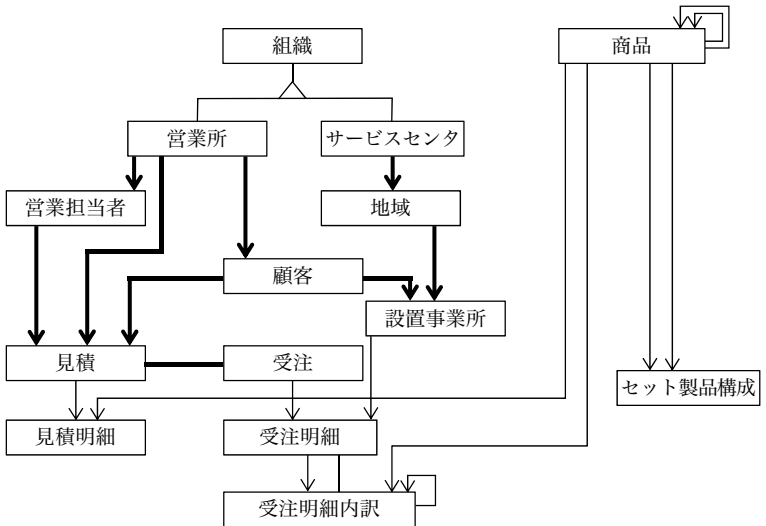 組織
商品
営業所
サービスセンタ
営業担当者
地域
顧客
設置事業所
見積
受注
セット製品構成
見積明細
受注明細
受注明細内訳